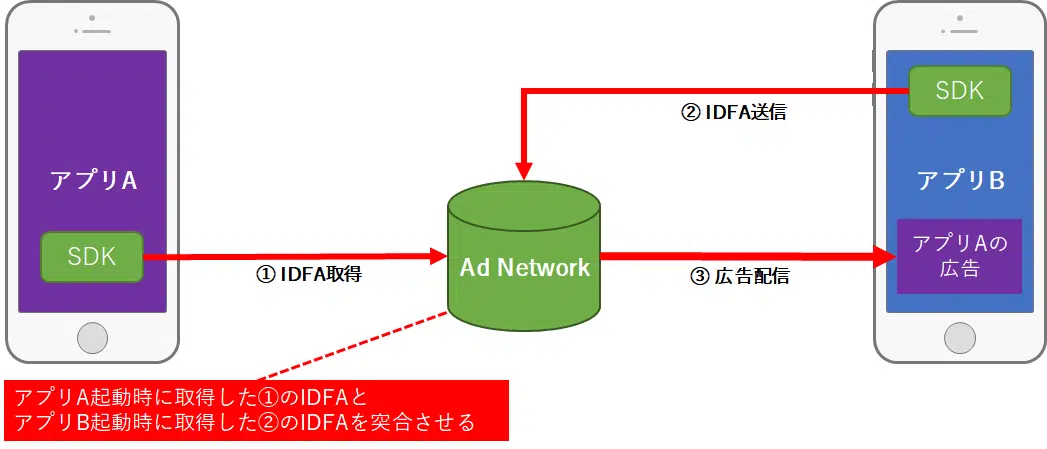 アプリA
SDK
① IDFA取得
Ad Network
② IDFA送信
③ 広告配信
SDK
アプリB
アプリAの
広告
アプリA起動時に取得した①のIDFAと
アプリB起動時に取得した②のIDFAを突合させる